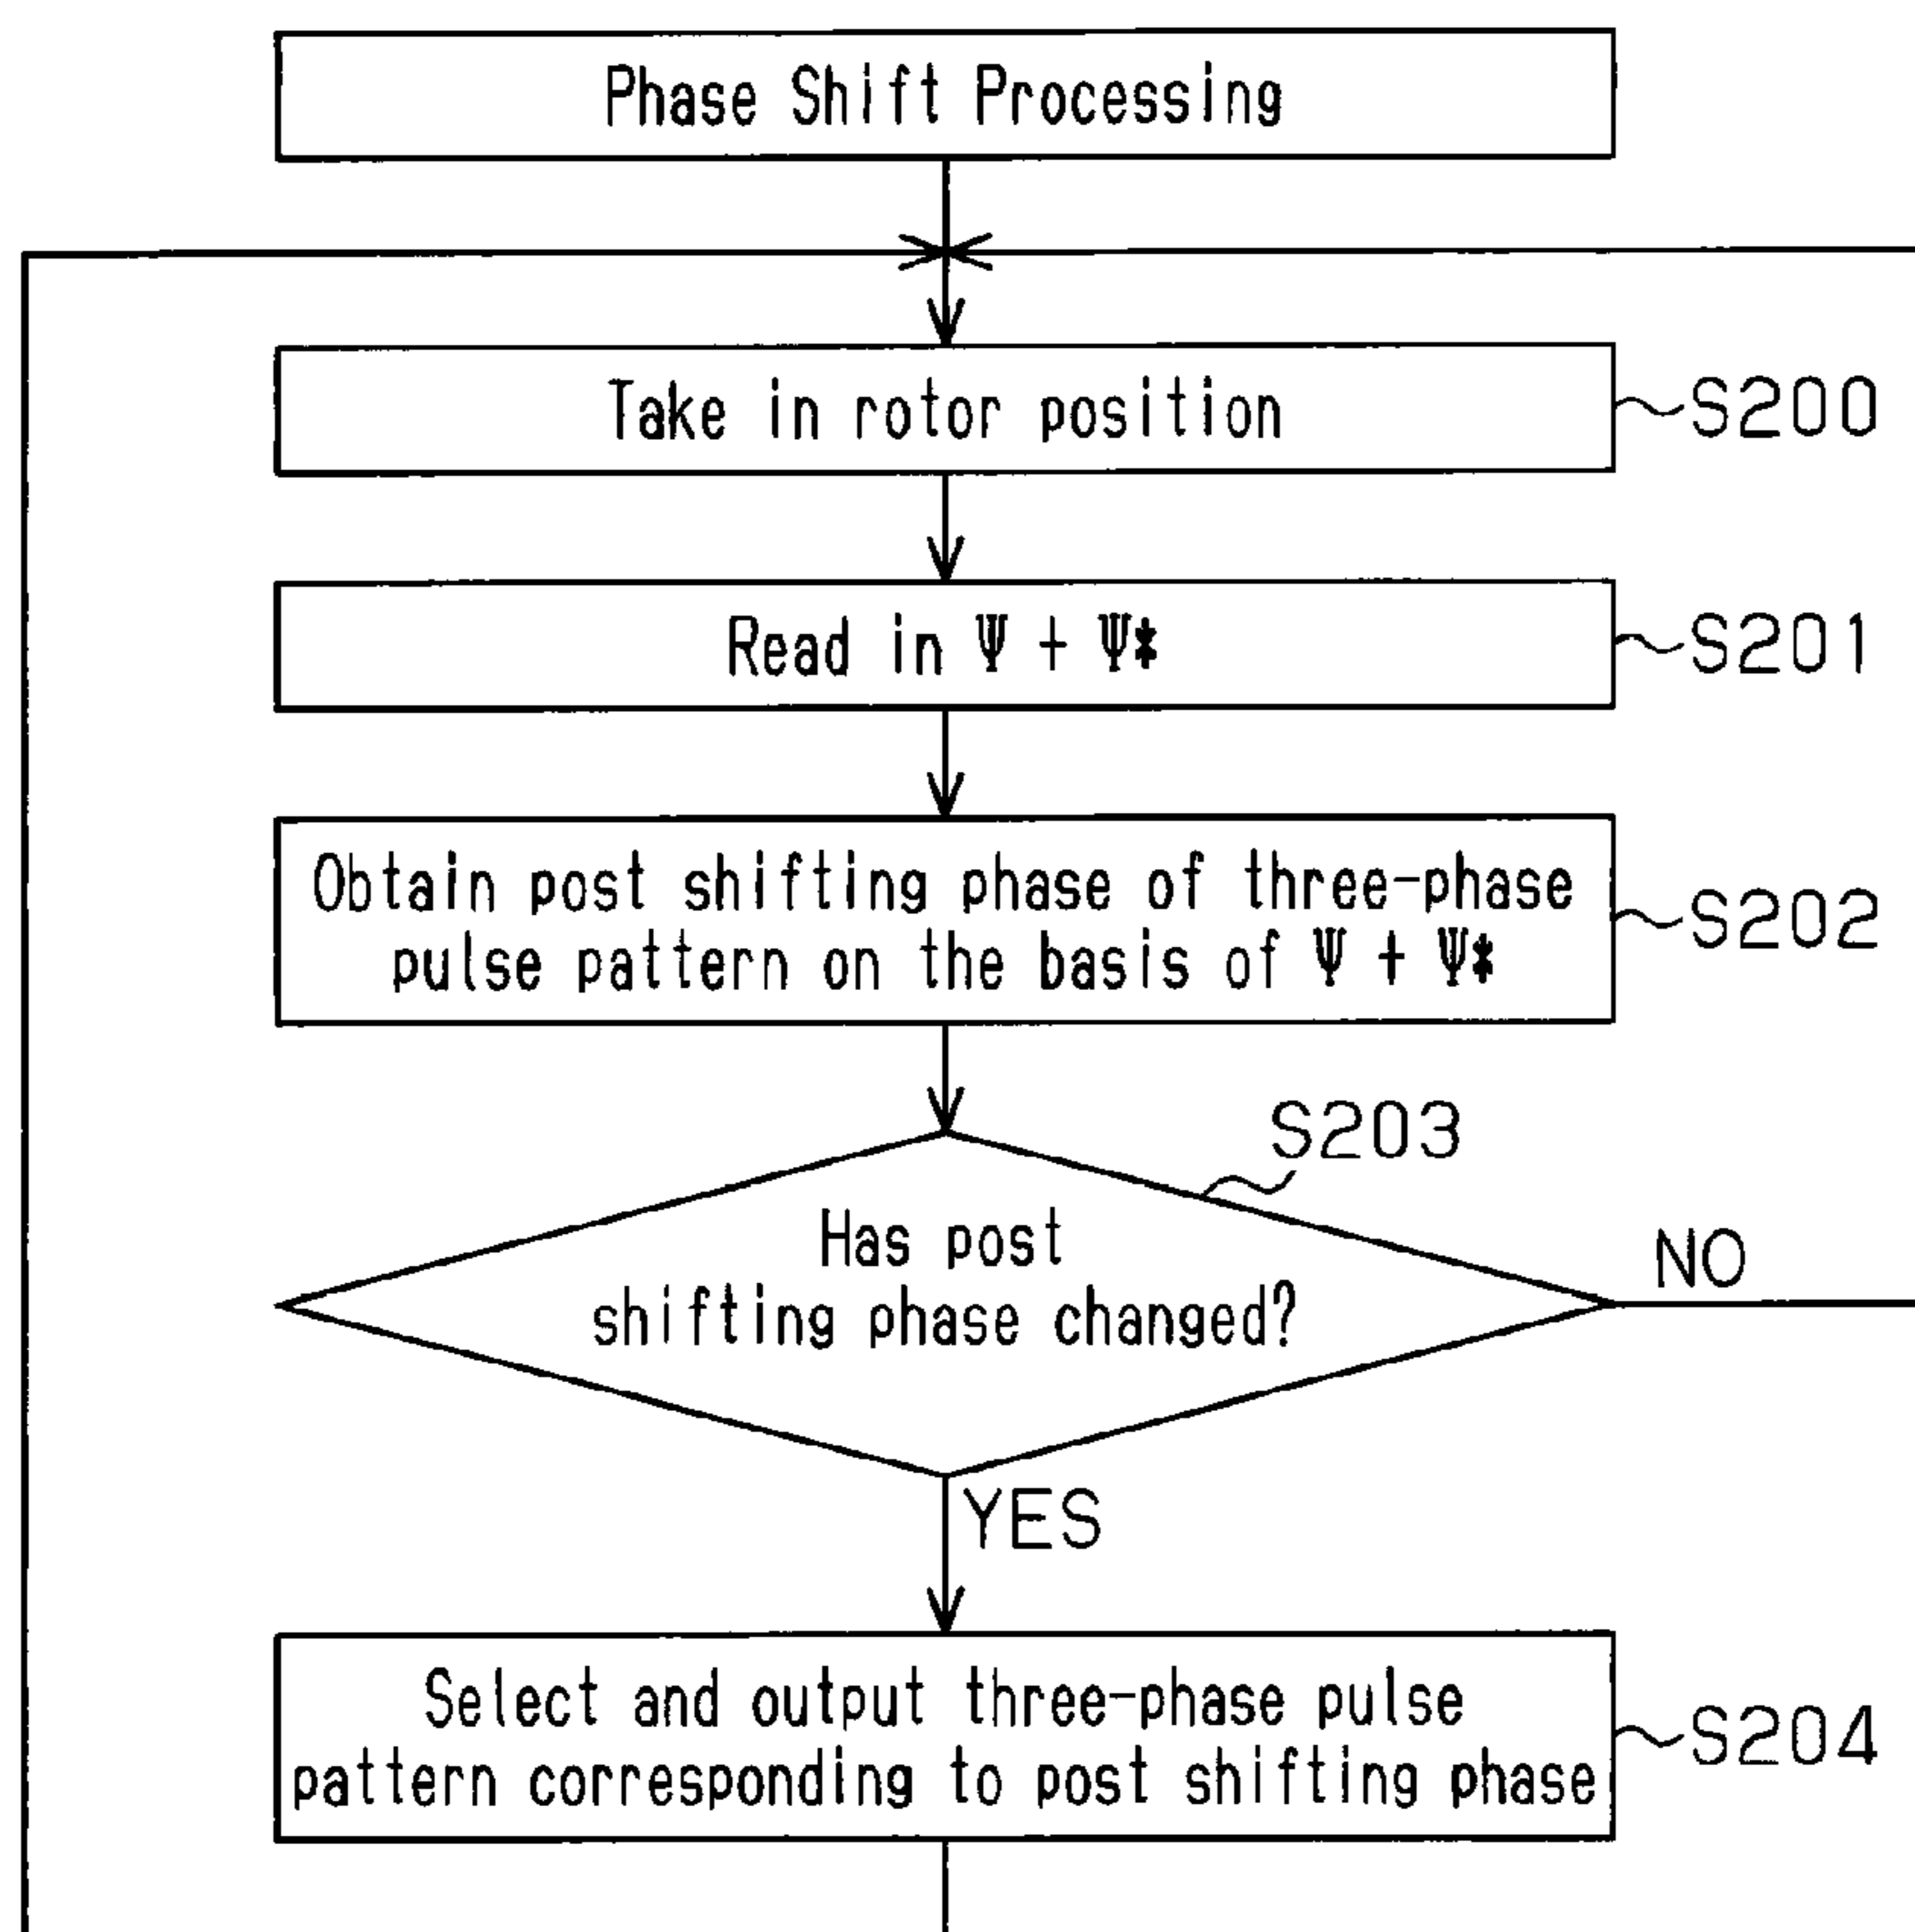 Phase Shift Processing
Take in rotor position
S200
Read in Ψ + Ψ*
S201
Obtain post shifting phase of three-phase
pulse pattern on the basis of Ψ + Ψ*
S202
S203
Has post
shifting phase changed?
NO
YES
Select and output three-phase pulse
pattern corresponding to post shifting phase
S204